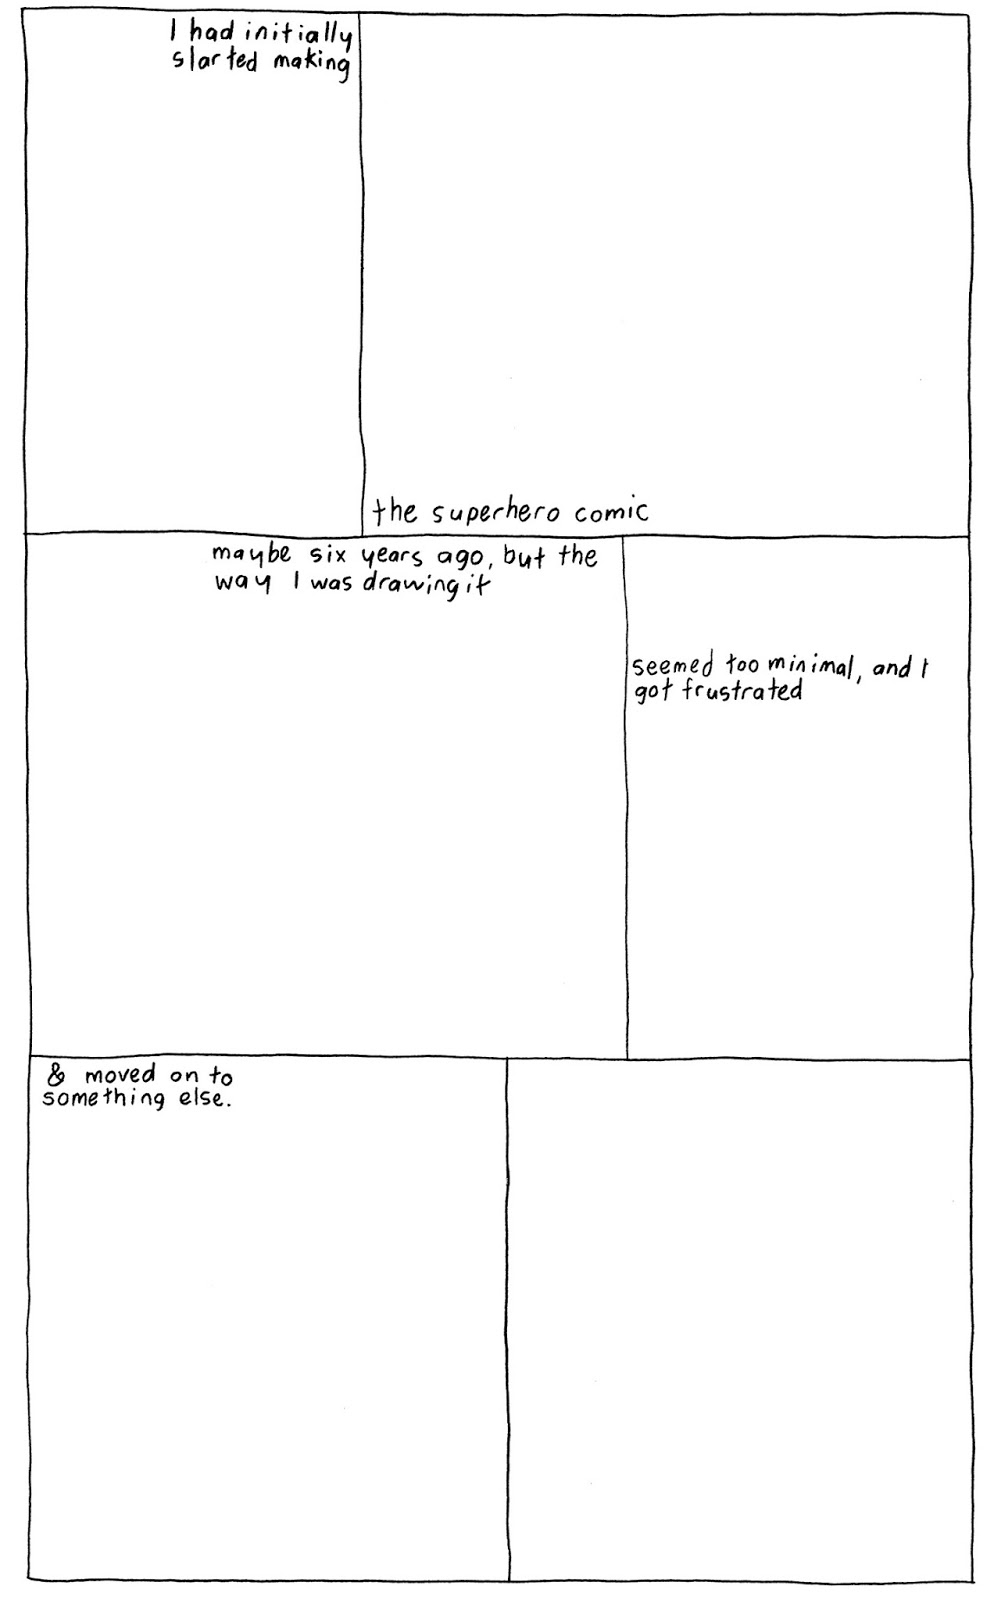 I had initially
started making
the superhero comic
maybe six years ago, but the
way I was drawing it
seemed too minimal, and I
got frustrated
& moved on to
something else.